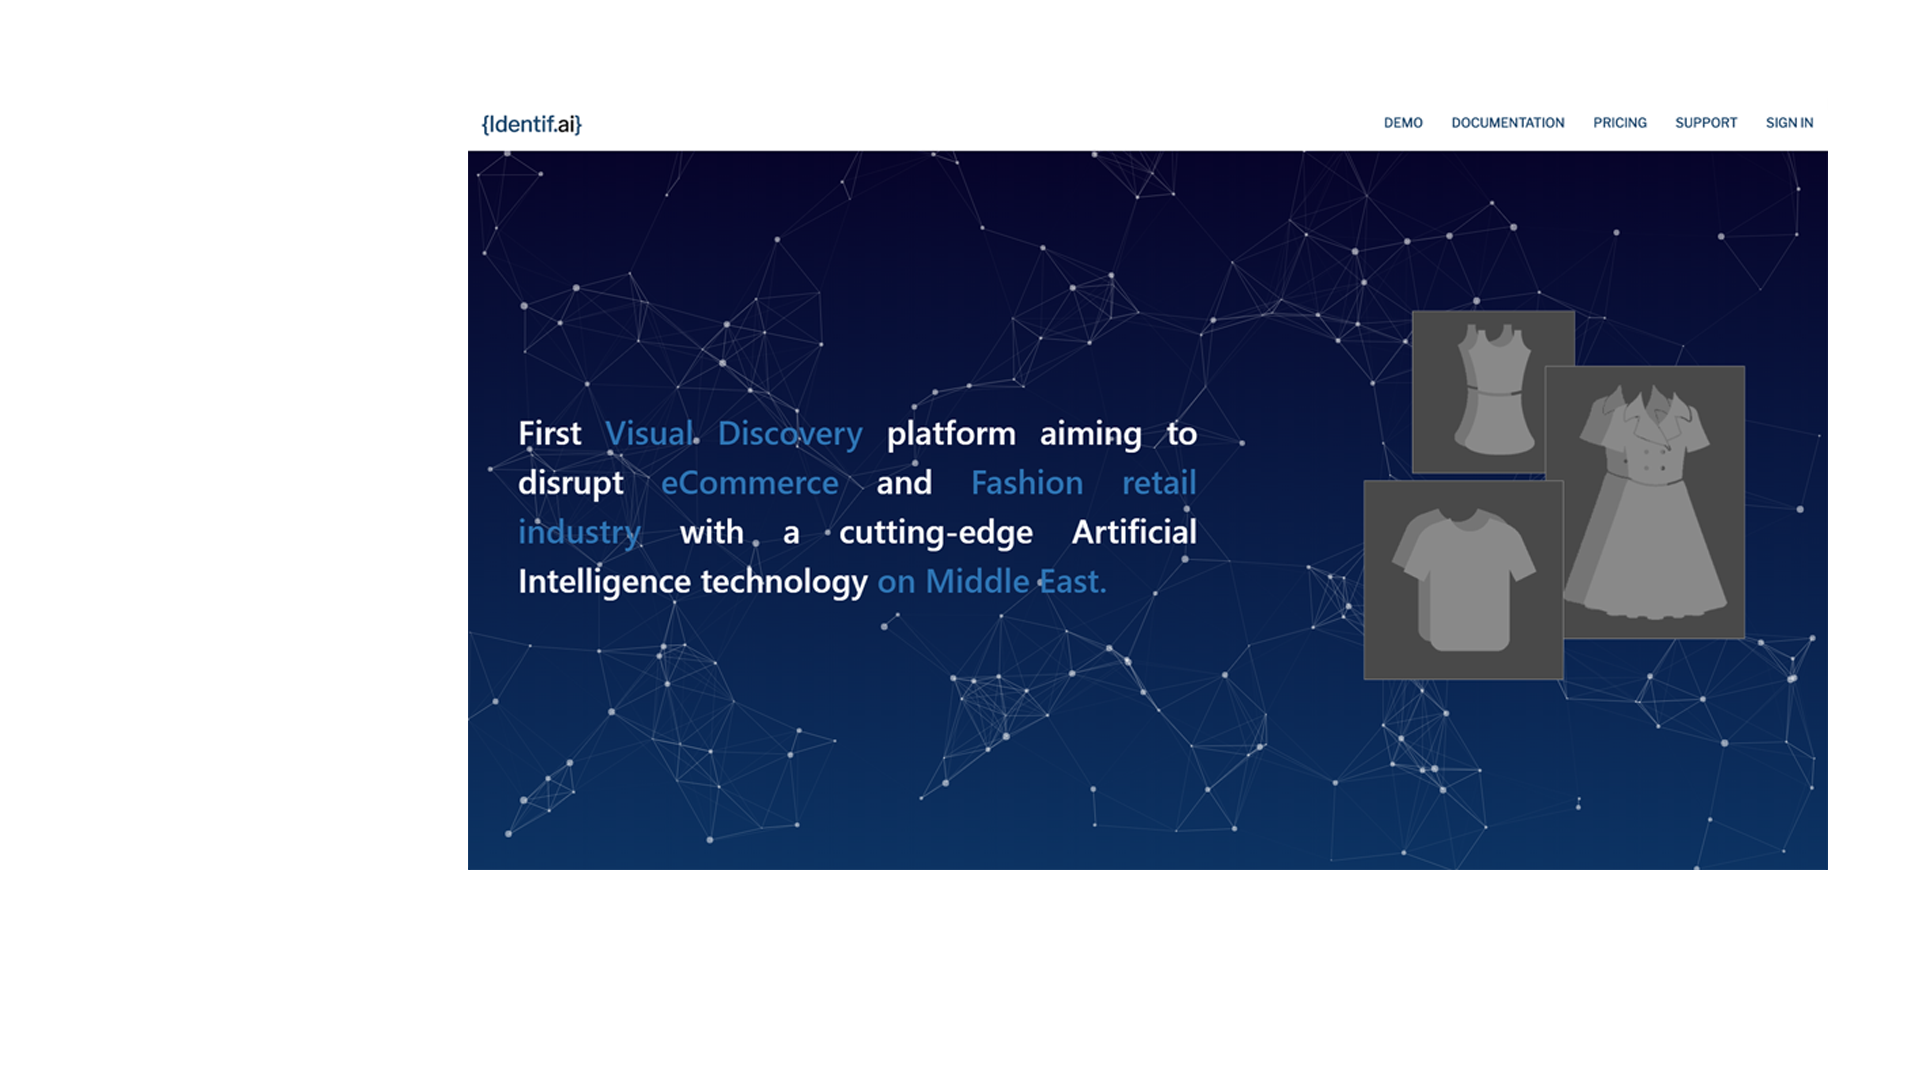 {Identif.ai}
DEMO DOCUMENTATION PRICING SUPPORT SIGN IN
First Visual Discovery platform aiming to
disrupt eCommerce and Fashion retail
industry with a cutting-edge Artificial
Intelligence technology on Middle East.